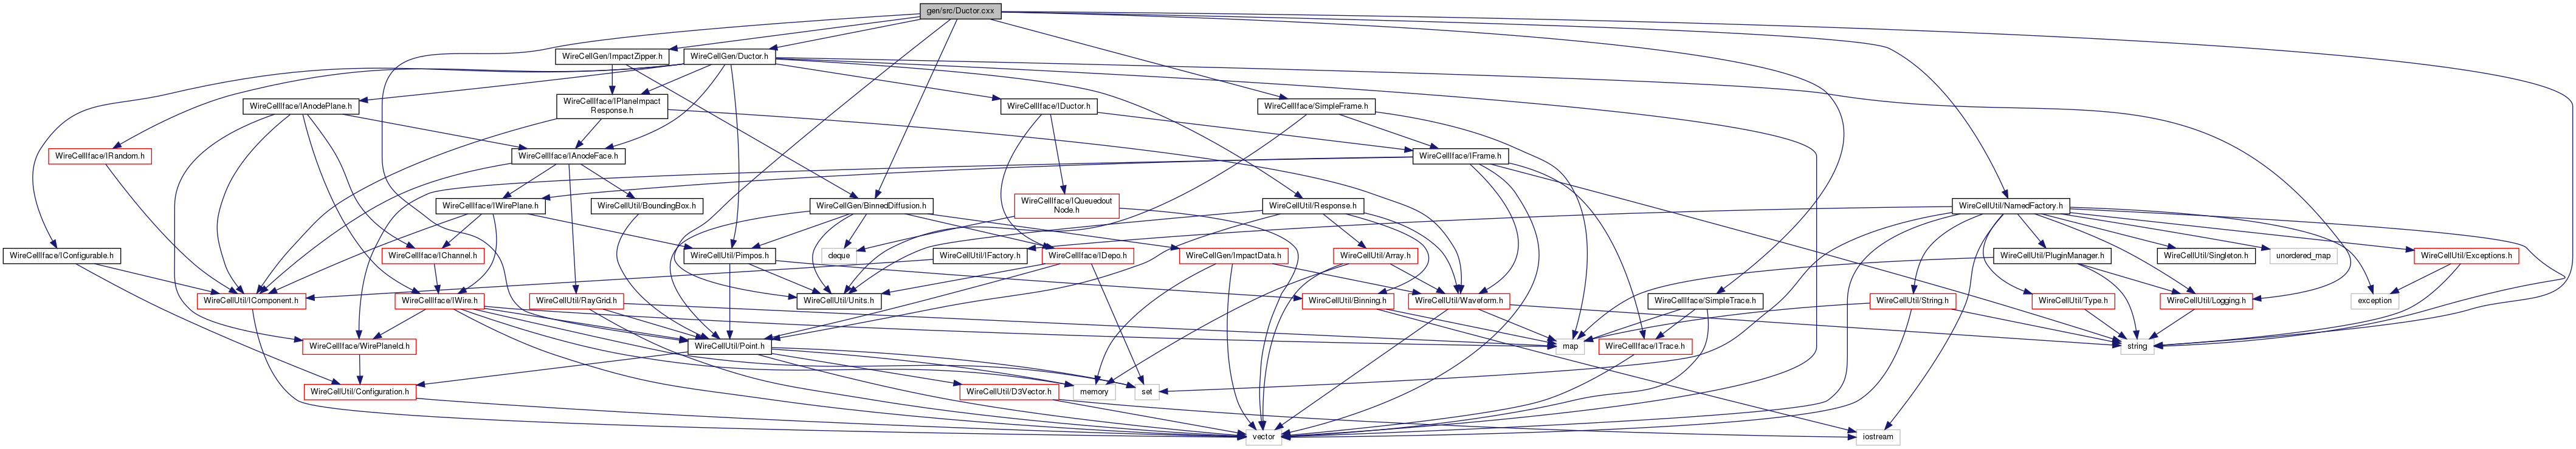 gen/src/Ductor.cxx
WireCellGen/ImpactZipper.h
WireCellGen/Ductor.h
WireCellIface/IAnodePlane.h
WireCellIface/IPlaneImpact
Response.h
WireCellIface/IDuctor.h
WireCellIface/SimpleFrame.h
WireCellIface/IRandom.h
WireCellIface/IAnodeFace.h
WireCellIface/IFrame.h
WireCellIface/IWirePlane.h
WireCellUtil/BoundingBox.h
WireCellGen/BinnedDiffusion.h
WireCellIface/IQueuedout
Node.h
WireCellUtil/Response.h
WireCellUtil/NamedFactory.h
WireCellIface/IConfigurable.h
WireCellIface/IChannel.h
WireCellUtil/Pimpos.h
deque
WireCellUtil/IFactory.h
WireCellIface/IDepo.h
WireCellGen/ImpactData.h
WireCellUtil/Array.h
WireCellUtil/PluginManager.h
WireCellUtil/Singleton.h
unordered_map
WireCellUtil/Exceptions.h
WireCellUtil/IComponent.h
WireCellIface/IWire.h
WireCellUtil/RayGrid.h
WireCellUtil/Units.h
WireCellUtil/Binning.h
WireCellUtil/Waveform.h
WireCellIface/SimpleTrace.h
WireCellUtil/String.h
WireCellUtil/Type.h
WireCellUtil/Logging.h
exception
WireCellIface/WirePlaneId.h
WireCellUtil/Point.h
map
WireCellIface/ITrace.h
string
WireCellUtil/Configuration.h
WireCellUtil/D3Vector.h
memory
set
vector
iostream